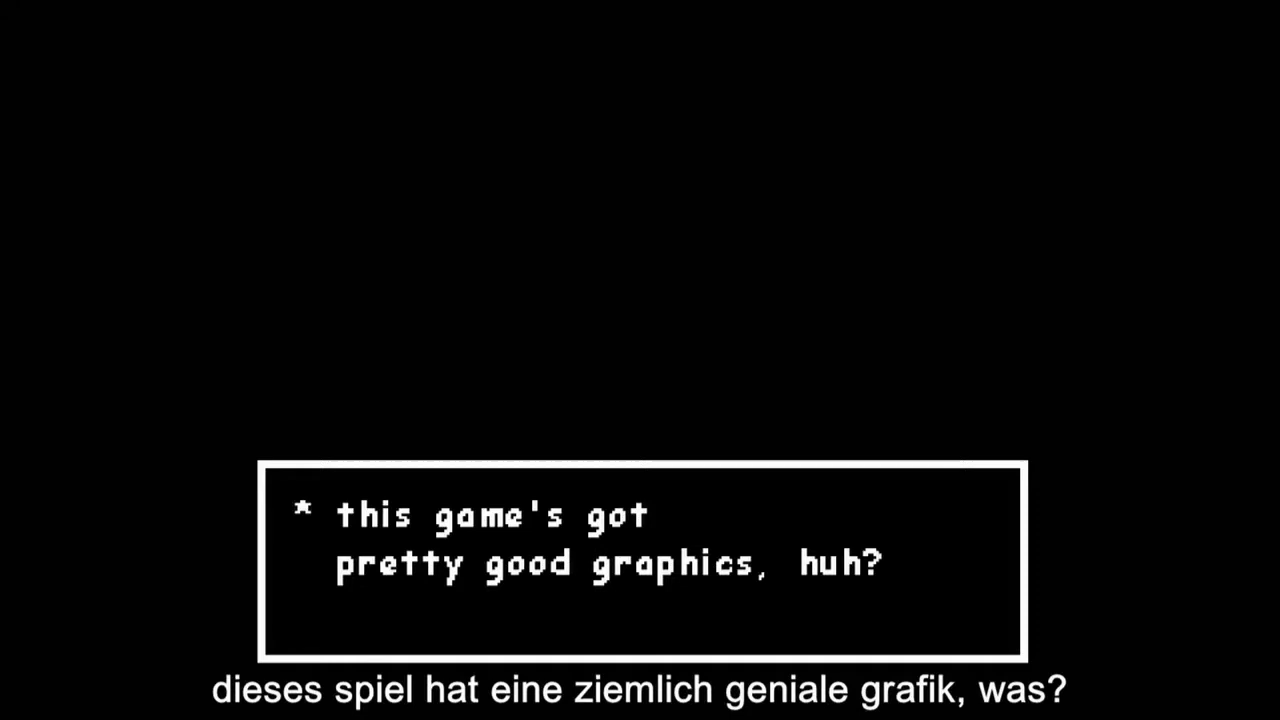 * this game's got
pretty good graphics, huh?
dieses spiel hat eine ziemlich geniale grafik, was?